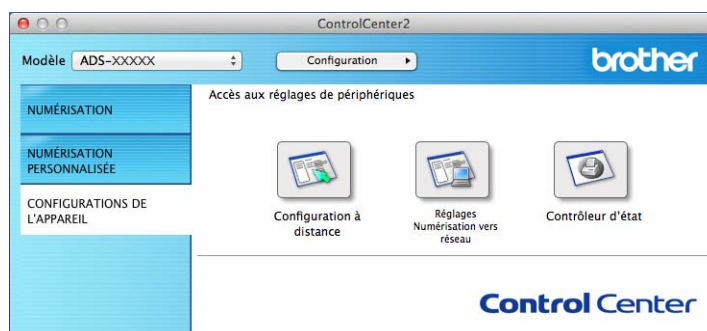 ControlCenter2
Modèle ADS-XXXXX Configuration brother
NUMÉRISATION
NUMÉRISATION
PERSONNALISÉE
CONFIGURATIONS DE
L'APPAREIL
Accès aux réglages de périphériques
Configuration à
distance
Réglages
Numérisation vers
réseau
Contrôleur d'état
Control Center